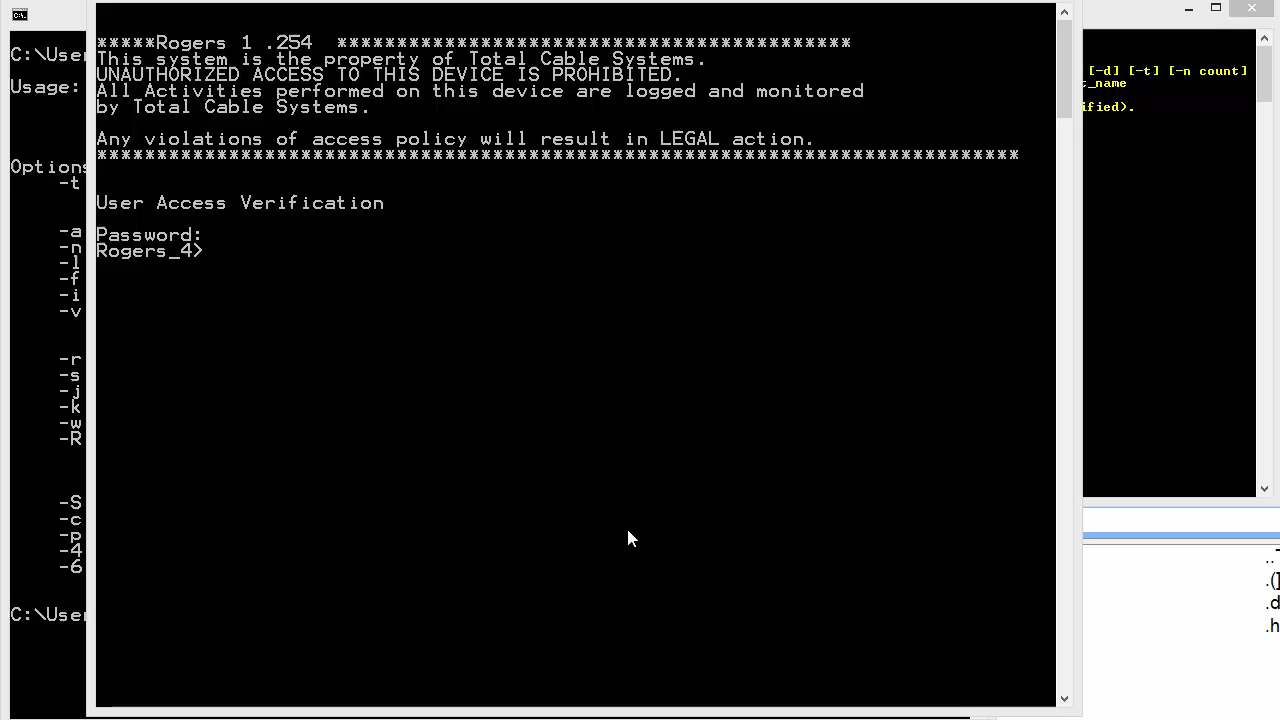 *****Rogers 1 .254  *******************************************
This system is the property of Total Cable Systems.
UNAUTHORIZED ACCESS TO THIS DEVICE IS PROHIBITED.
All Activities performed on this device are logged and monitored
by Total Cable Systems.
Any violations of access policy will result in LEGAL action.
*****************************************************************************
User Access Verification
Password:
Rogers_4>
C:\User
Usage:
Options
-t
-a
-n
-l
-f
-i
-v
-r
-s
-j
-k
-w
-R
-S
-c
-p
-4
-6
C:\User
[-d] [-t] [-n count]
t_name
ified).